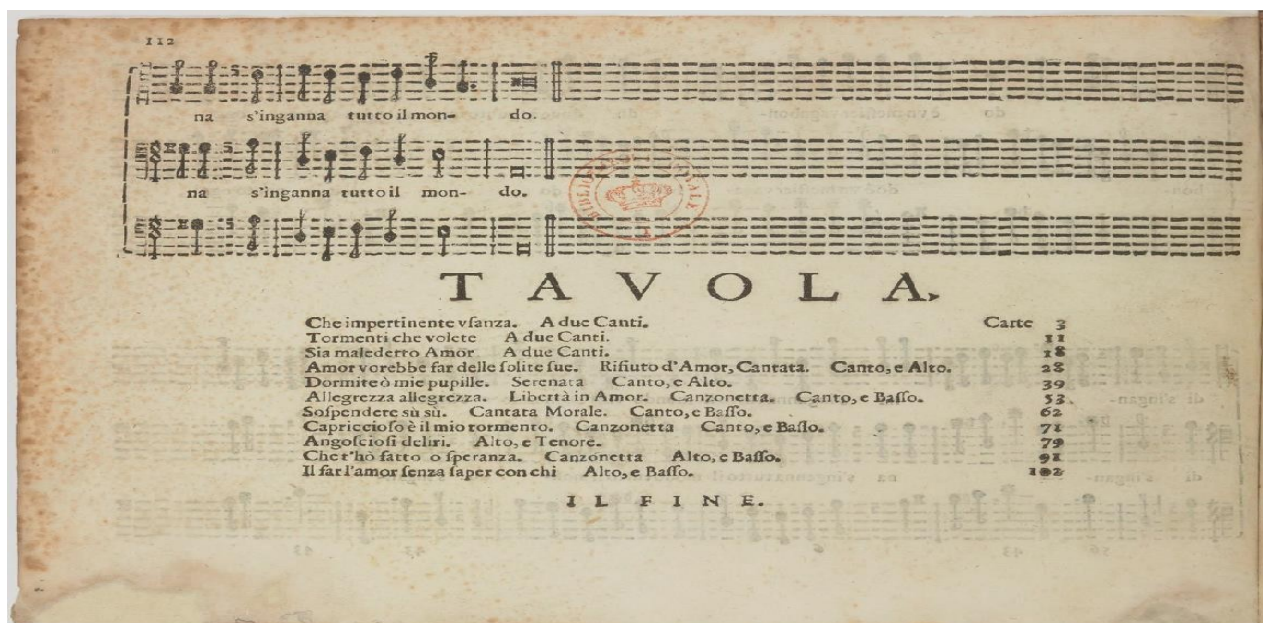 112
na s'inganna tutto il mon- do.
na s'inganna tutto il mon- do.
TAVOLA,
Che impertinente vsanza. A due Canti. Carte 3
Tormenti che volete A due Canti. 11
Sia maledetto Amor A due Canti. 18
Amor vorebbe far delle solite sue. Rifiuto d'Amor, Cantata. Canto, e Alto. 28
Dormite ò mie pupille. Serenata Canto, e Alto. 39
Allegrezza allegrezza. Libertà in Amor. Canzonetta. Canto, e Basso. 53
Sospendete sù sù. Cantata Morale. Canto, e Basso. 62
Capriccioso è il mio tormento. Canzonetta Canto, e Basso. 71
Angosciosi deliri. Alto, e Tenore. 79
Che t'hò fatto o speranza. Canzonetta Alto, e Basso. 91
Il far l'amor senza saper con chi Alto, e Basso. 102
IL FINE.